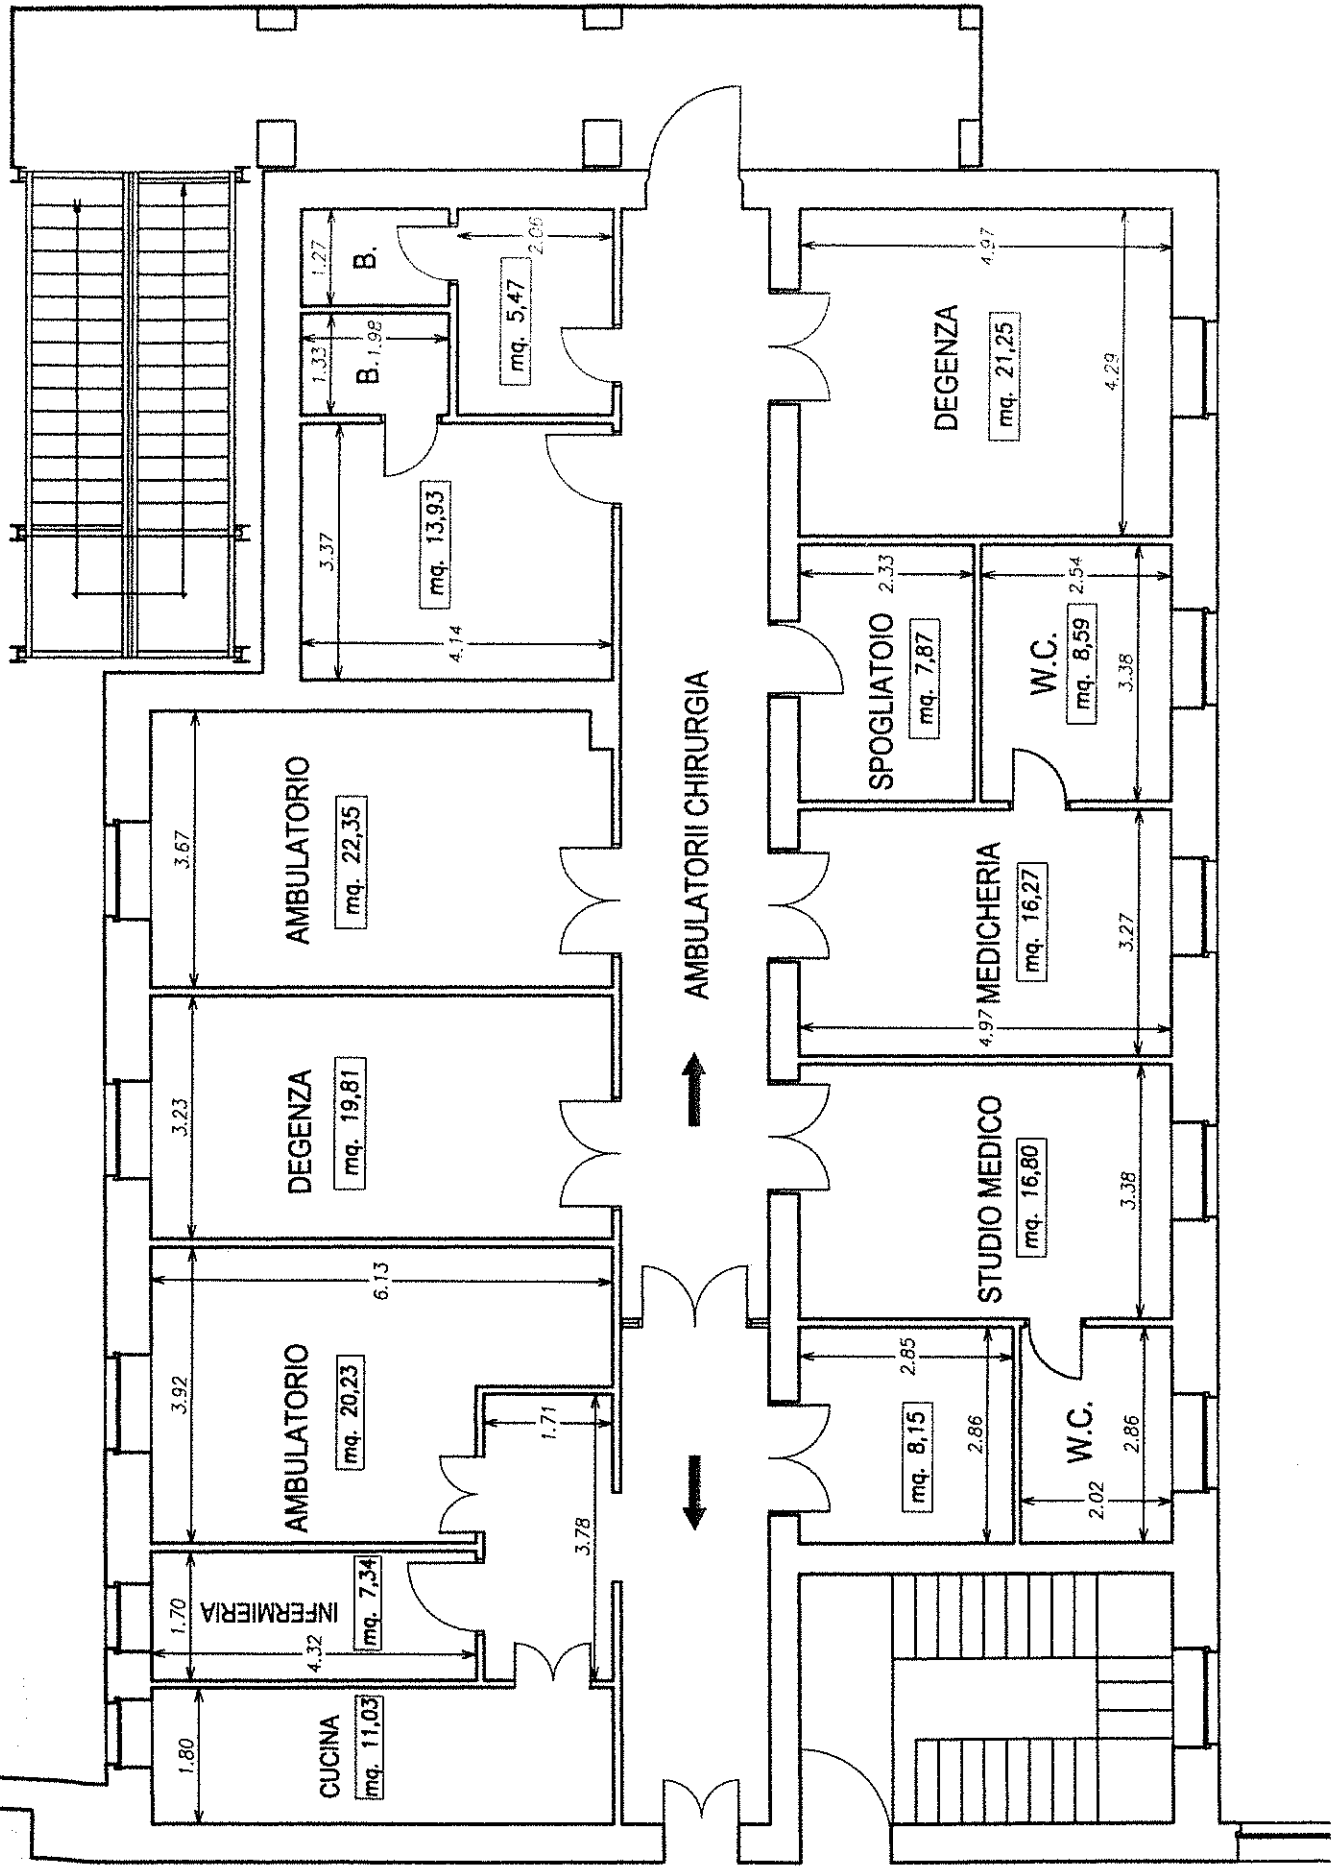 1.27
B.
2.06
mq. 5,47
1.33
B.
1.98
3.37
mq. 13,93
4.14
4.97
DEGENZA
mq. 21,25
4.29
2.33
SPOGLIATOIO
mq. 7,87
2.54
W.C.
mq. 8,59
3.38
AMBULATORII CHIRURGIA
3.67
AMBULATORIO
mq. 22,35
4.97
MEDICHERIA
mq. 16,27
3.27
3.23
DEGENZA
mq. 19,81
STUDIO MEDICO
mq. 16,80
3.38
6.13
3.92
AMBULATORIO
mq. 20,23
1.71
3.78
2.85
mq. 8,15
2.86
W.C.
2.86
2.02
1.70
INFERMIERIA
mq. 7,34
4.32
1.80
CUCINA
mq. 11,03